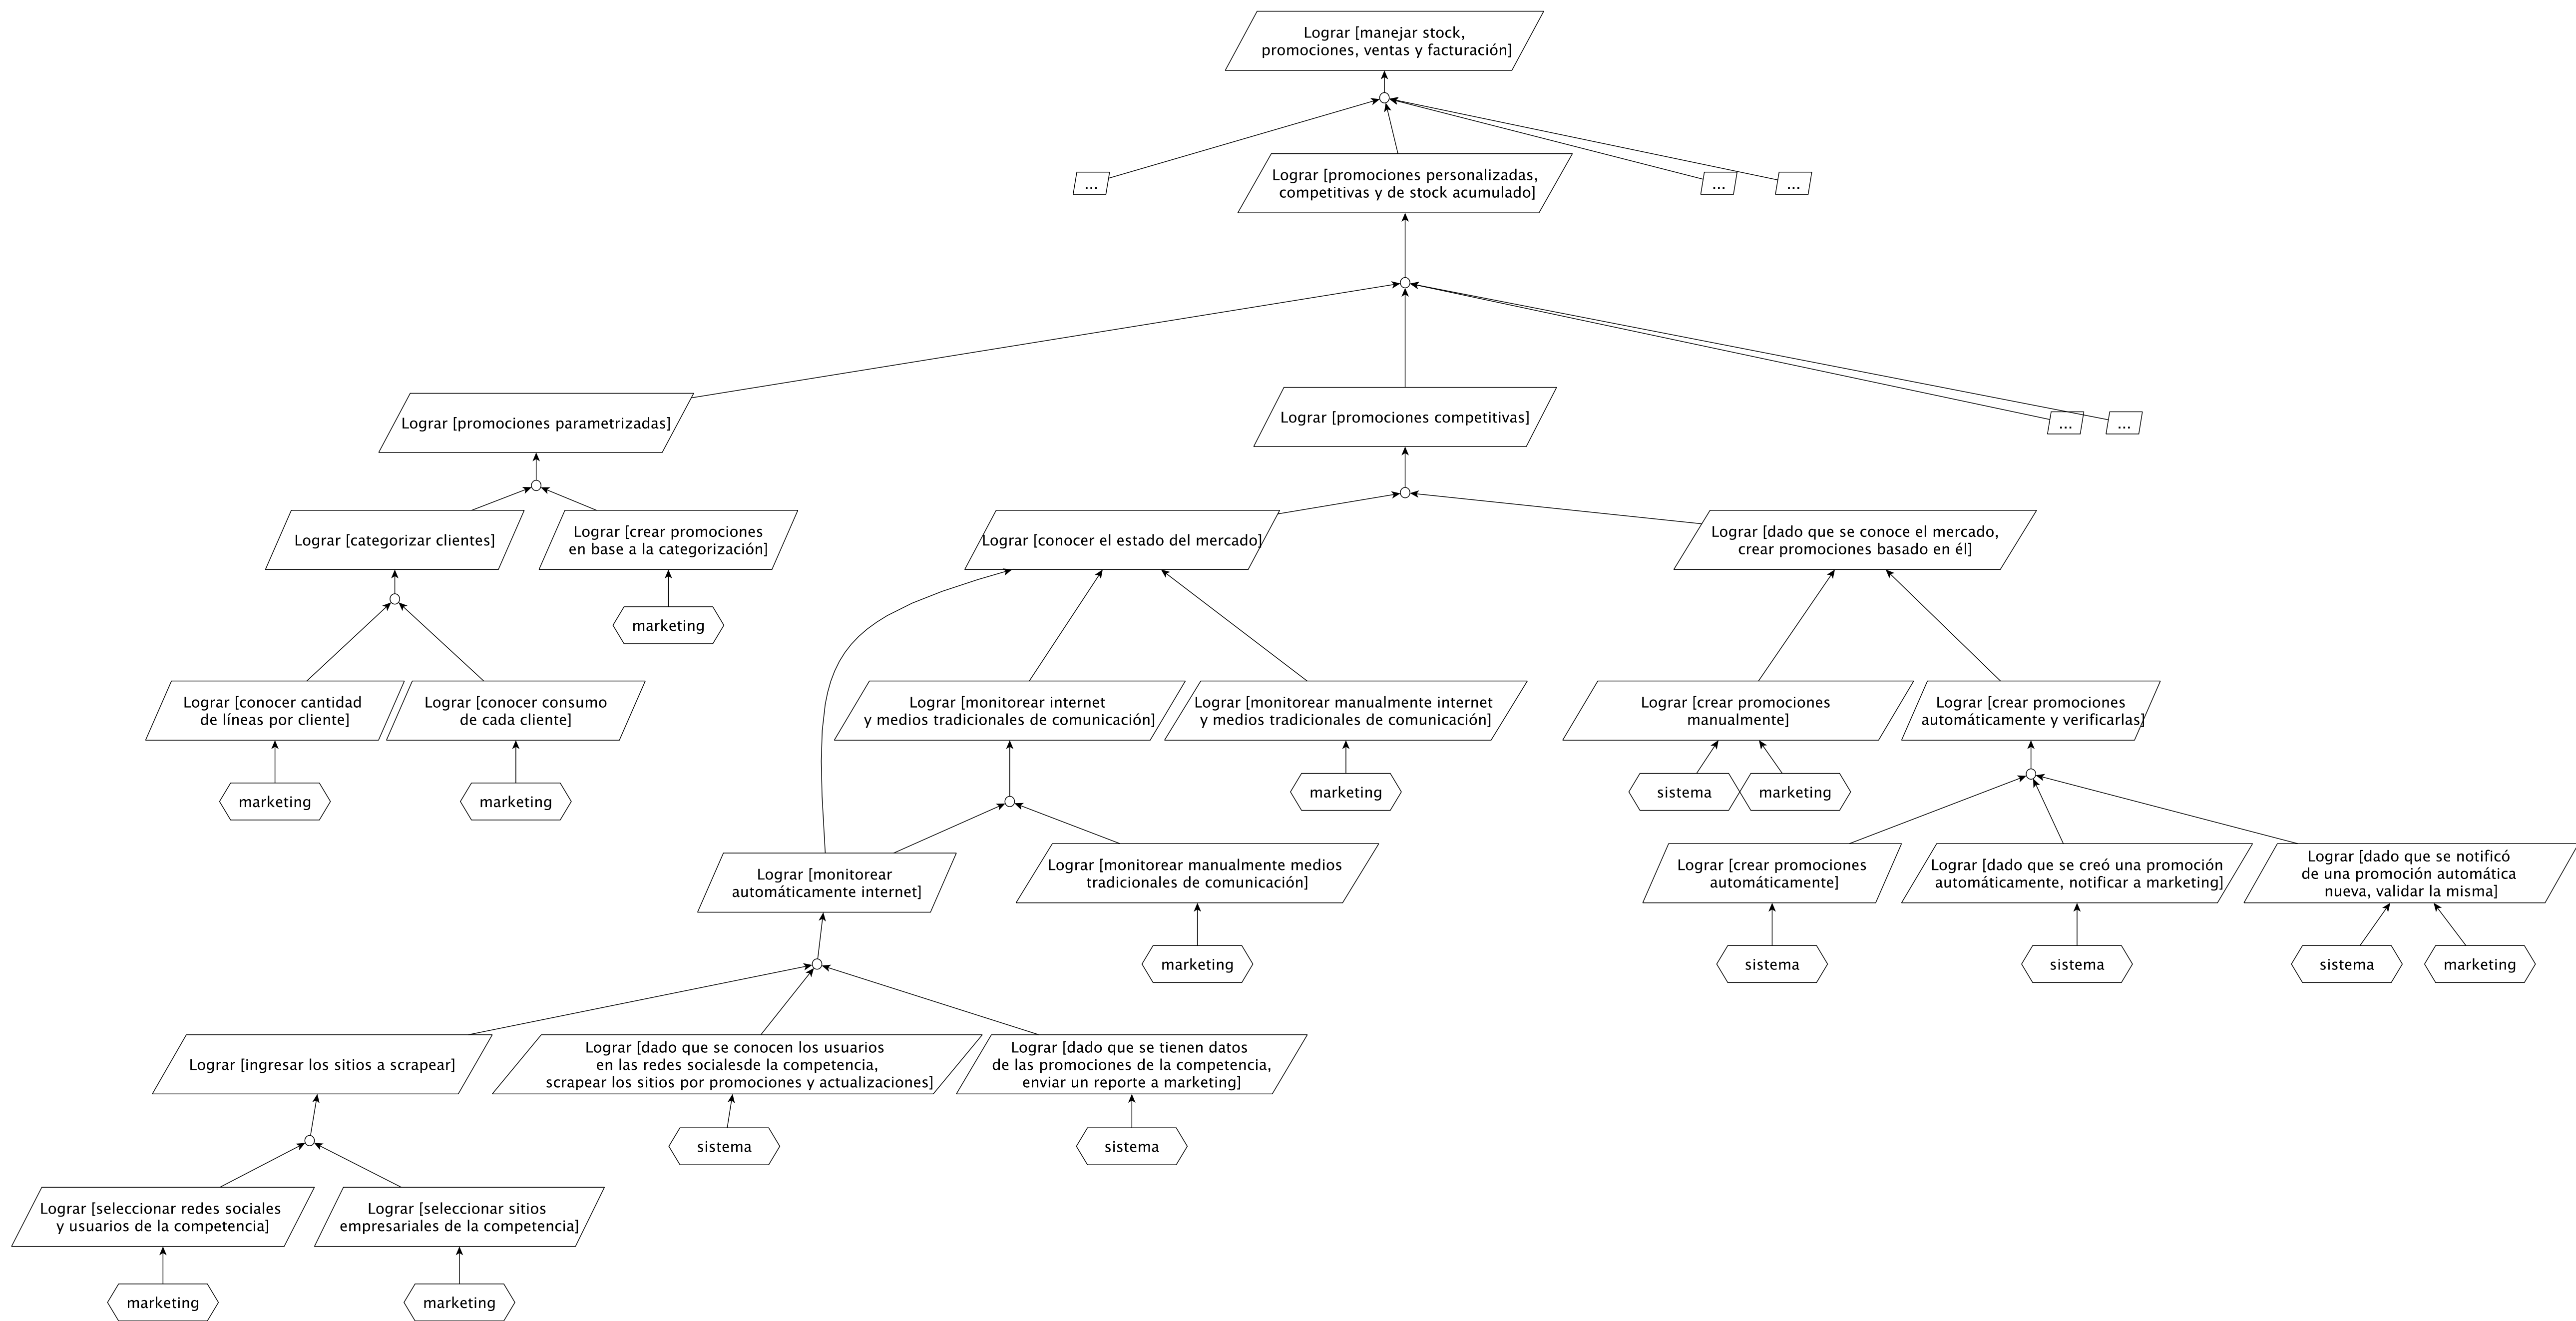 Lograr [manejar stock,
promociones, ventas y facturación]
...
Lograr [promociones personalizadas,
competitivas y de stock acumulado]
...
...
Lograr [promociones parametrizadas]
Lograr [promociones competitivas]
...
...
Lograr [categorizar clientes]
Lograr [crear promociones
en base a la categorización]
Lograr [conocer el estado del mercado]
Lograr [dado que se conoce el mercado,
crear promociones basado en él]
marketing
Lograr [conocer cantidad
de líneas por cliente]
Lograr [conocer consumo
de cada cliente]
Lograr [monitorear internet
y medios tradicionales de comunicación]
Lograr [monitorear manualmente internet
y medios tradicionales de comunicación]
Lograr [crear promociones
manualmente]
Lograr [crear promociones
automáticamente y verificarlas]
marketing
marketing
marketing
sistema
marketing
Lograr [monitorear
automáticamente internet]
Lograr [monitorear manualmente medios
tradicionales de comunicación]
Lograr [crear promociones
automáticamente]
Lograr [dado que se creó una promoción
automáticamente, notificar a marketing]
Lograr [dado que se notificó
de una promoción automática
nueva, validar la misma]
marketing
sistema
sistema
sistema
marketing
Lograr [ingresar los sitios a scrapear]
Lograr [dado que se conocen los usuarios
en las redes socialesde la competencia,
scrapear los sitios por promociones y actualizaciones]
Lograr [dado que se tienen datos
de las promociones de la competencia,
enviar un reporte a marketing]
sistema
sistema
Lograr [seleccionar redes sociales
y usuarios de la competencia]
Lograr [seleccionar sitios
empresariales de la competencia]
marketing
marketing